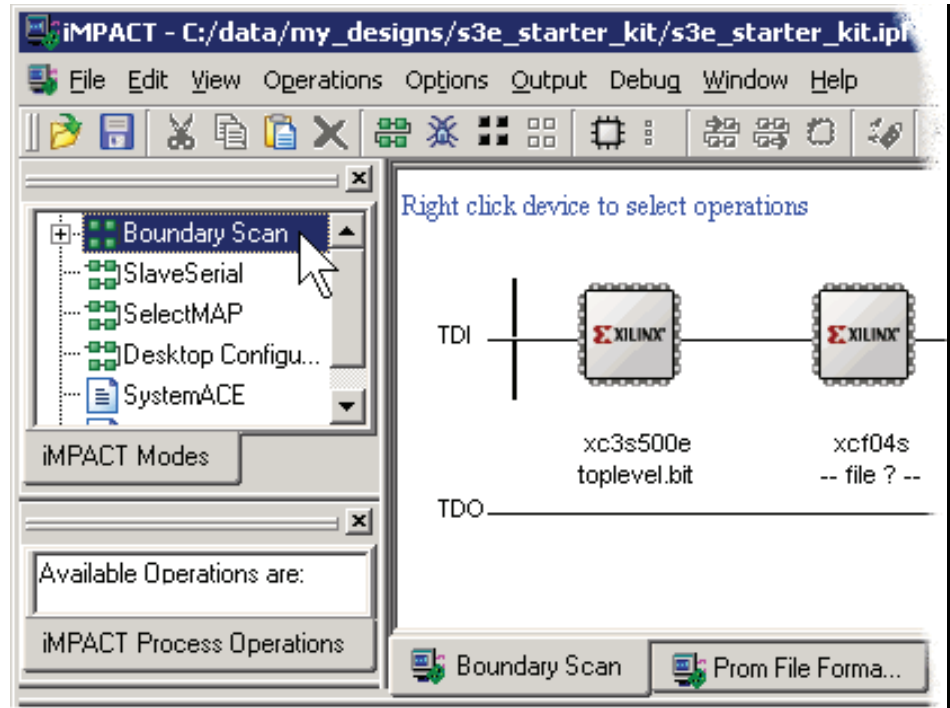 iMPACT - C:/data/my_designs/s3e_starter_kit/s3e_starter_kit.ipf
File Edit View Operations Options Output Debug Window Help
Boundary Scan
SlaveSerial
SelectMAP
Desktop Configu...
SystemACE
iMPACT Modes
Available Operations are:
iMPACT Process Operations
Right click device to select operations
TDI
XILINX
XILINX
xc3s500e
toplevel.bit
xcf04s
-- file ? --
TDO
Boundary Scan
Prom File Forma...